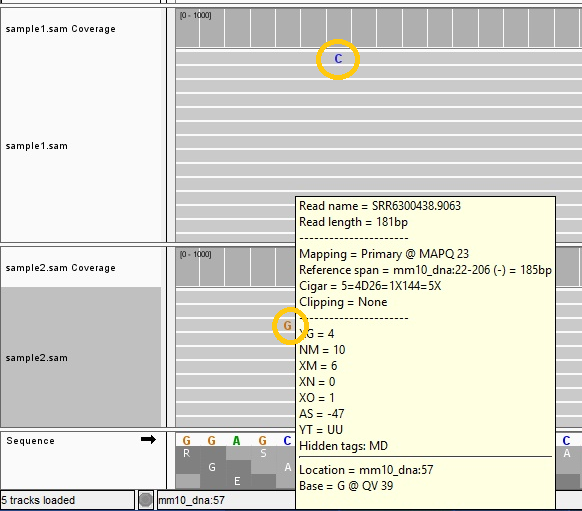 sample1.sam Coverage
[0 - 1000]
C
sample1.sam
sample2.sam Coverage
[0 - 1000]
G
sample2.sam
Read name = SRR6300438.9063
Read length = 181bp
----------------------
Mapping = Primary @ MAPQ 23
Reference span = mm10_dna:22-206 (-) = 185bp
Cigar = 5=4D26=1X144=5X
Clipping = None
----------------------
XG = 4
NM = 10
XM = 6
XN = 0
XO = 1
AS = -47
YT = UU
Hidden tags: MD
Location = mm10_dna:57
Base = G @ QV 39
Sequence
G G A G C C
R S A
G A
E
5 tracks loaded
mm10_dna:57